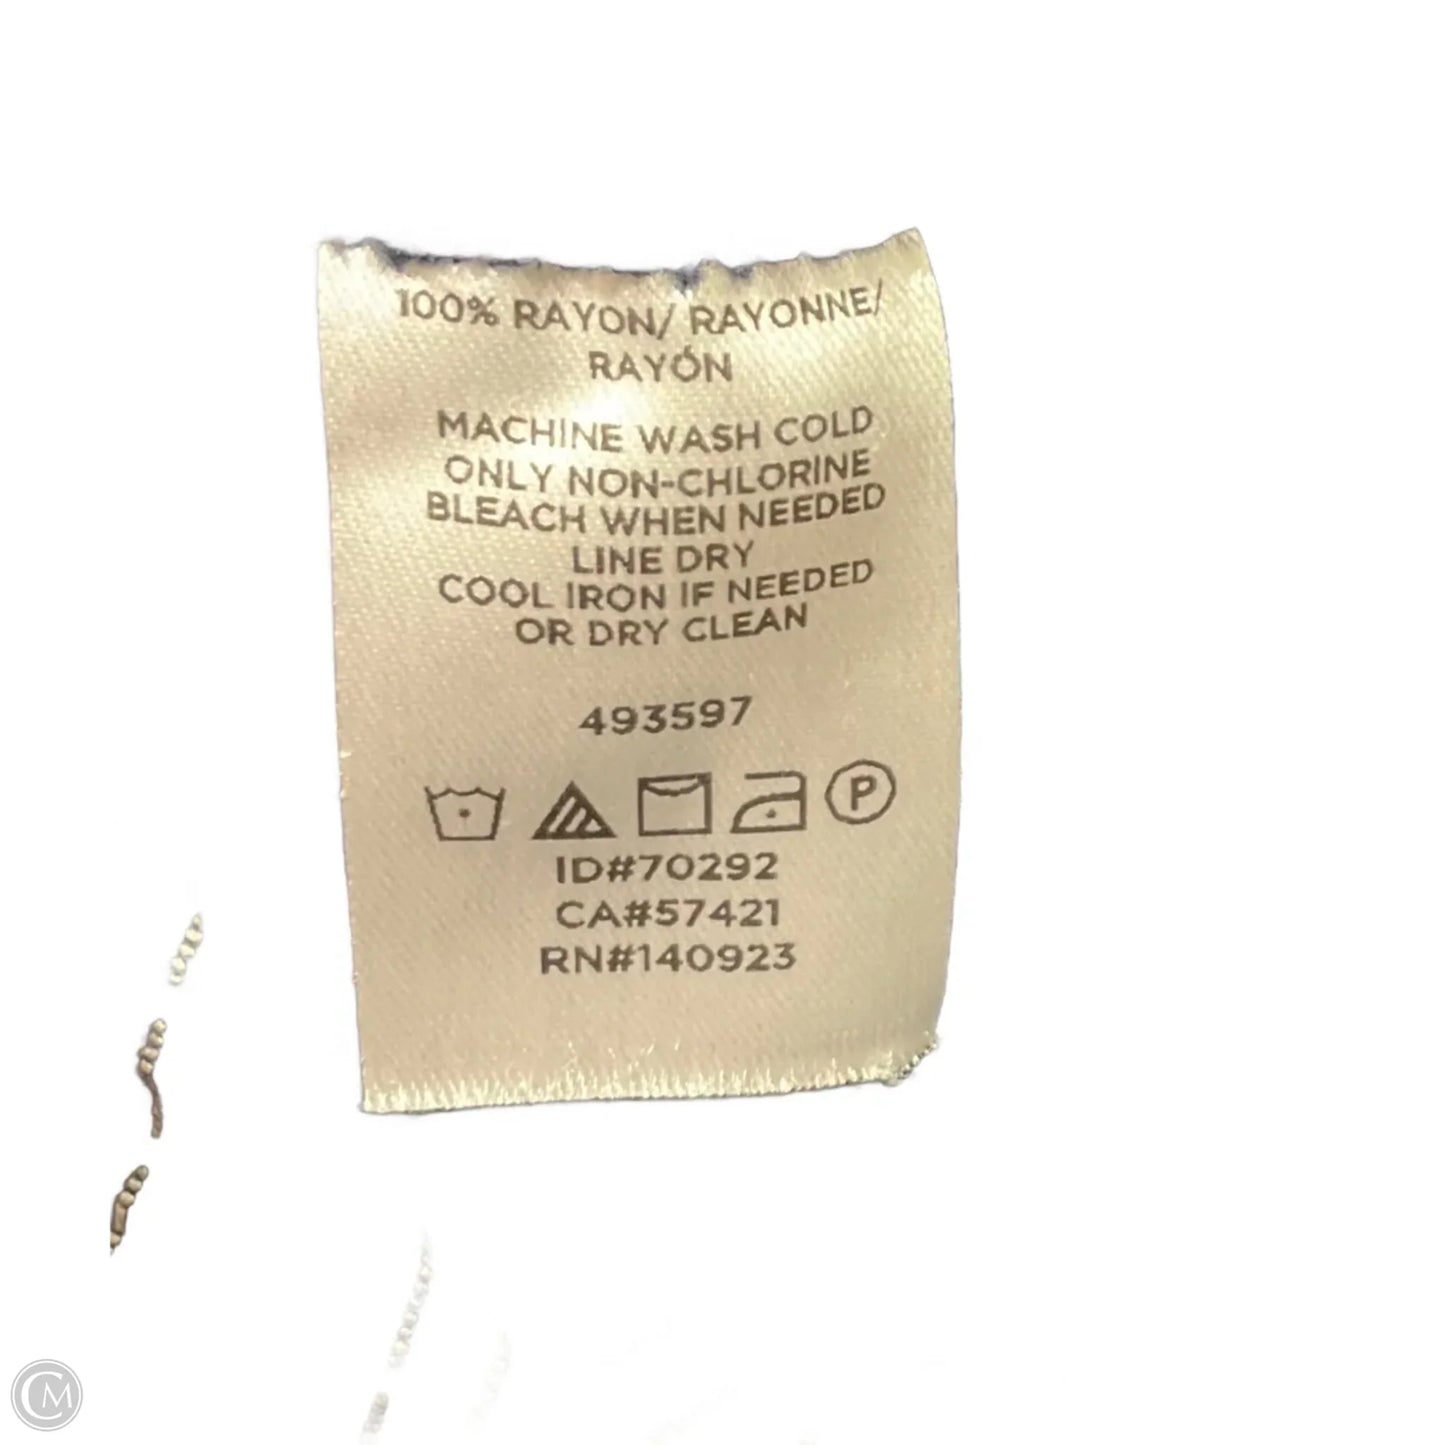 100% RAYON/ RAYONNE/
RAYÓN
MACHINE WASH COLD
ONLY NON-CHLORINE
BLEACH WHEN NEEDED
LINE DRY
COOL IRON IF NEEDED
OR DRY CLEAN
493597
P
ID#70292
CA#57421
RN#140923
CM